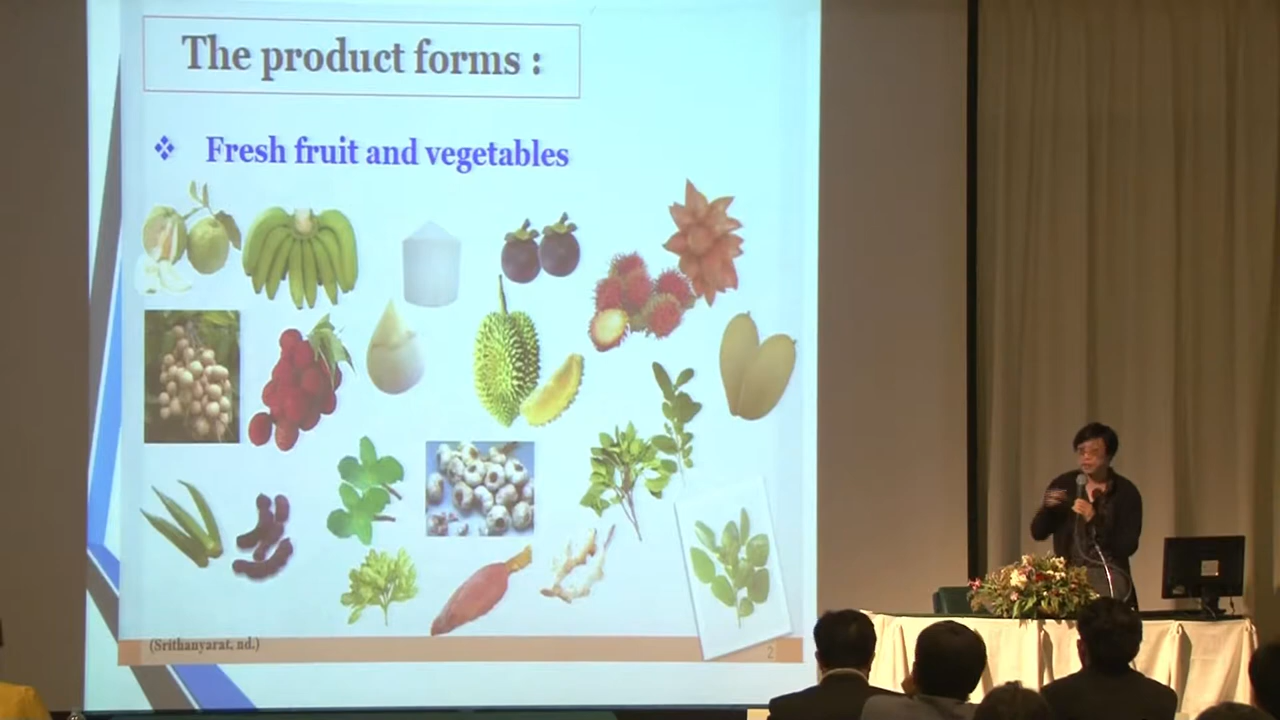 The product forms :
❖ Fresh fruit and vegetables
(Srithanyarat, nd.)
2